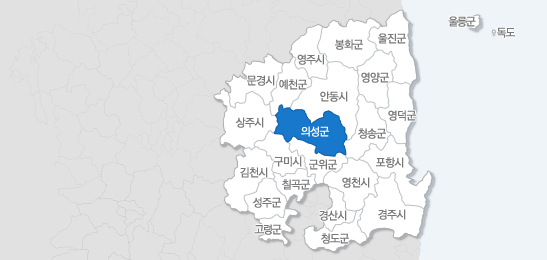 울릉군
독도
울진군
봉화군
영주시
문경시
예천군
영양군
안동시
상주시
영덕군
의성군
청송군
구미시
군위군
포항시
김천시
칠곡군
영천시
성주군
경산시
경주시
고령군
청도군